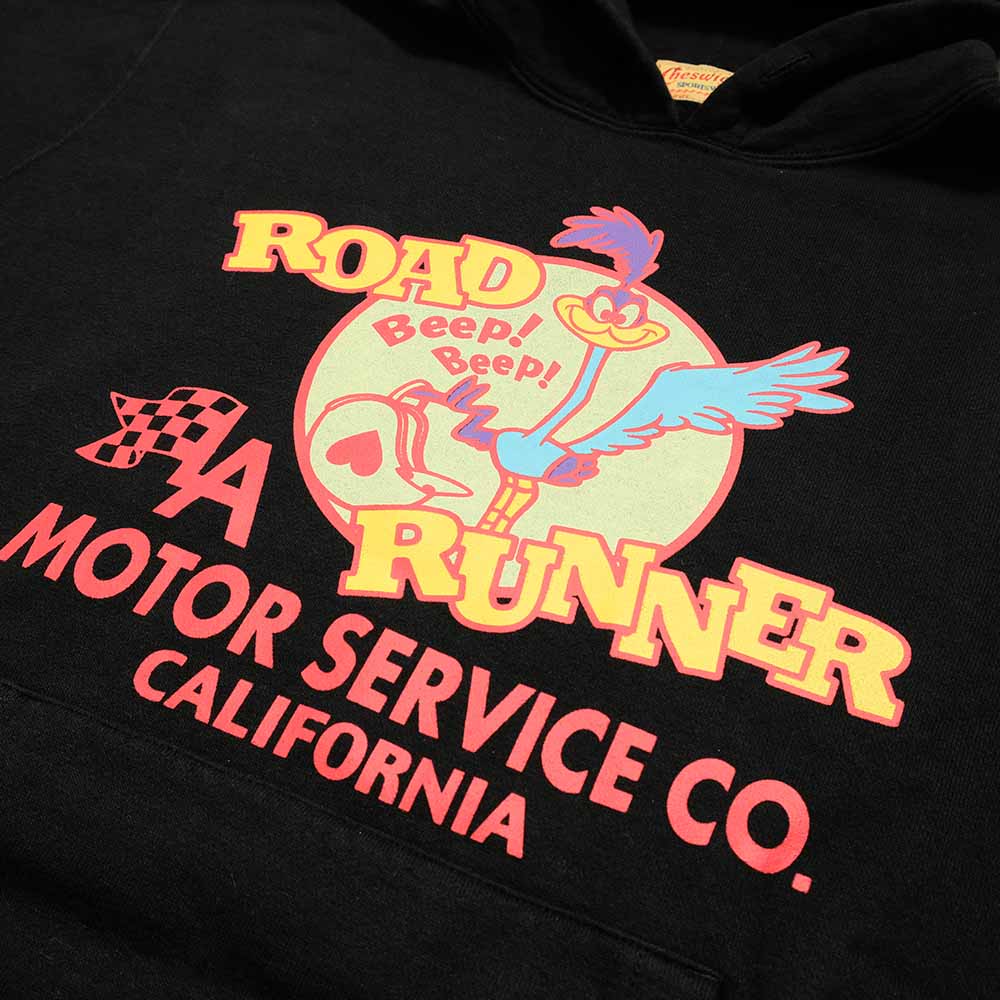 ROAD
Beep!
Beep!
A
RUNNER
MOTOR SERVICE CO.
CALIFORNIA